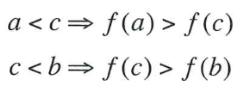 a < c ⇒ f(a) > f(c)
c < b ⇒ f(c) > f(b)